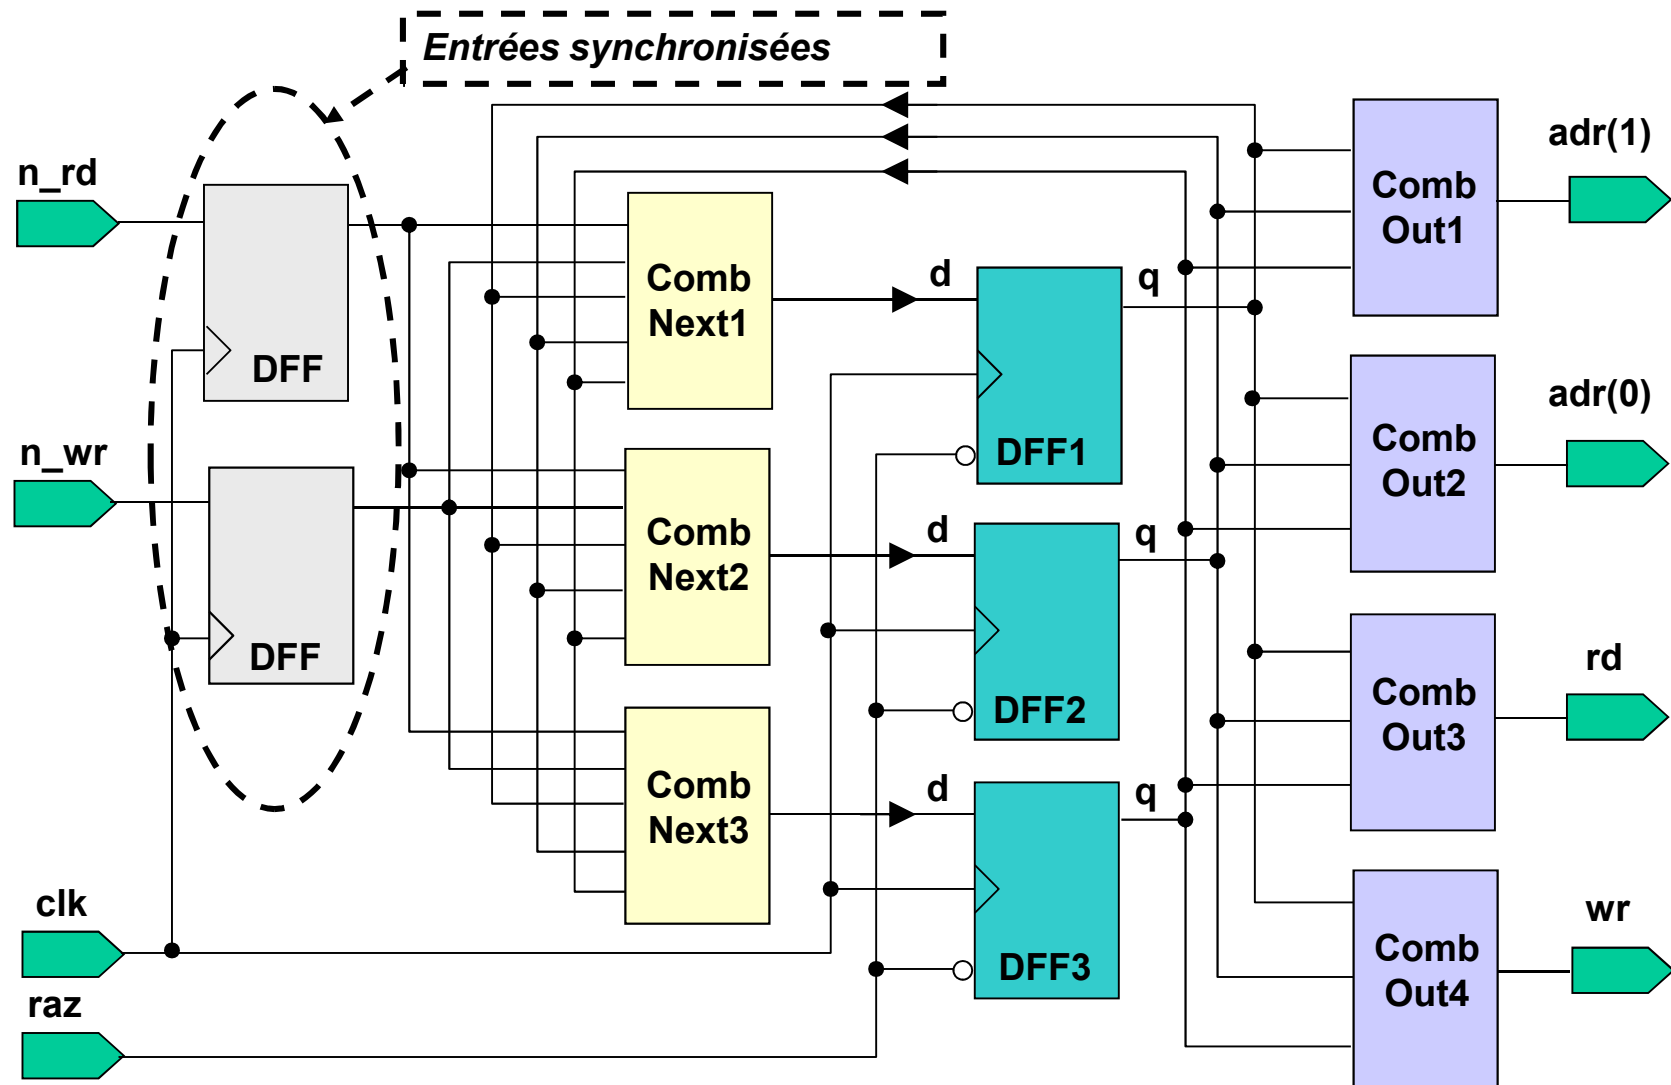 Entrées synchronisées
n_rd
DFF
n_wr
DFF
clk
raz
Comb
Next1
Comb
Next2
Comb
Next3
d
q
DFF1
d
q
DFF2
d
q
DFF3
Comb
Out1
adr(1)
Comb
Out2
adr(0)
Comb
Out3
rd
Comb
Out4
wr